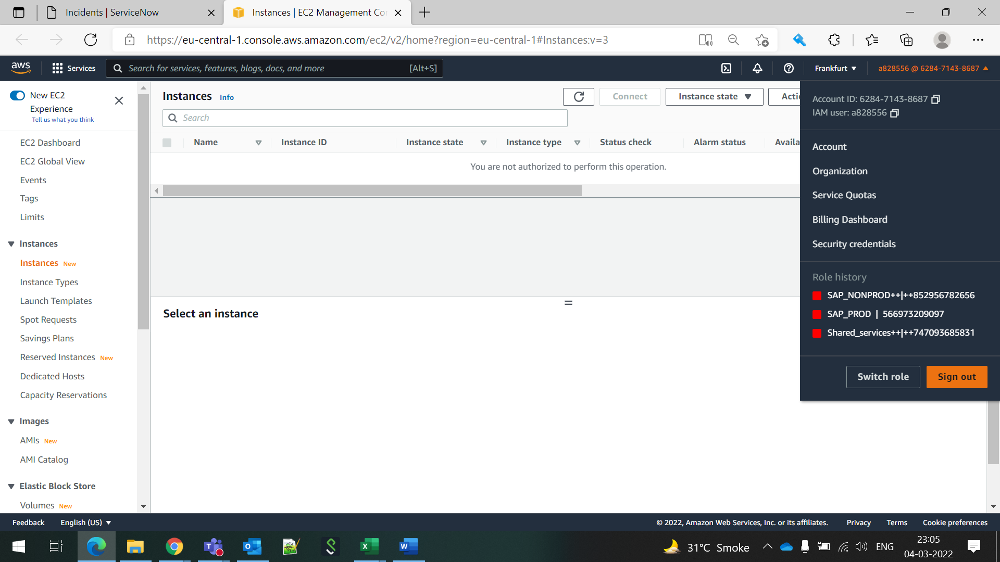 Incidents | ServiceNow
Instances | EC2 Management Co
https://eu-central-1.console.aws.amazon.com/ec2/v2/home?region=eu-central-1#Instances:v=3
aws
Services
Search for services, features, blogs, docs, and more
[Alt+S]
Frankfurt
a828556 @ 6284-7143-8687
New EC2
Experience
Tell us what you think
EC2 Dashboard
EC2 Global View
Events
Tags
Limits
Instances
Instances New
Instance Types
Launch Templates
Spot Requests
Savings Plans
Reserved Instances New
Dedicated Hosts
Capacity Reservations
Images
AMIs New
AMI Catalog
Elastic Block Store
Volumes New
Instances Info
Connect
Instance state
Acti
Search
Name
Instance ID
Instance state
Instance type
Status check
Alarm status
Availa
You are not authorized to perform this operation.
Select an instance
Account ID: 6284-7143-8687
IAM user: a828556
Account
Organization
Service Quotas
Billing Dashboard
Security credentials
Role history
SAP_NONPROD++|++852956782656
SAP_PROD | 566973209097
Shared_services++|++747093685831
Switch role
Sign out
Feedback
English (US)
© 2022, Amazon Web Services, Inc. or its affiliates.
Privacy
Terms
Cookie preferences
31°C Smoke
ENG
23:05
04-03-2022